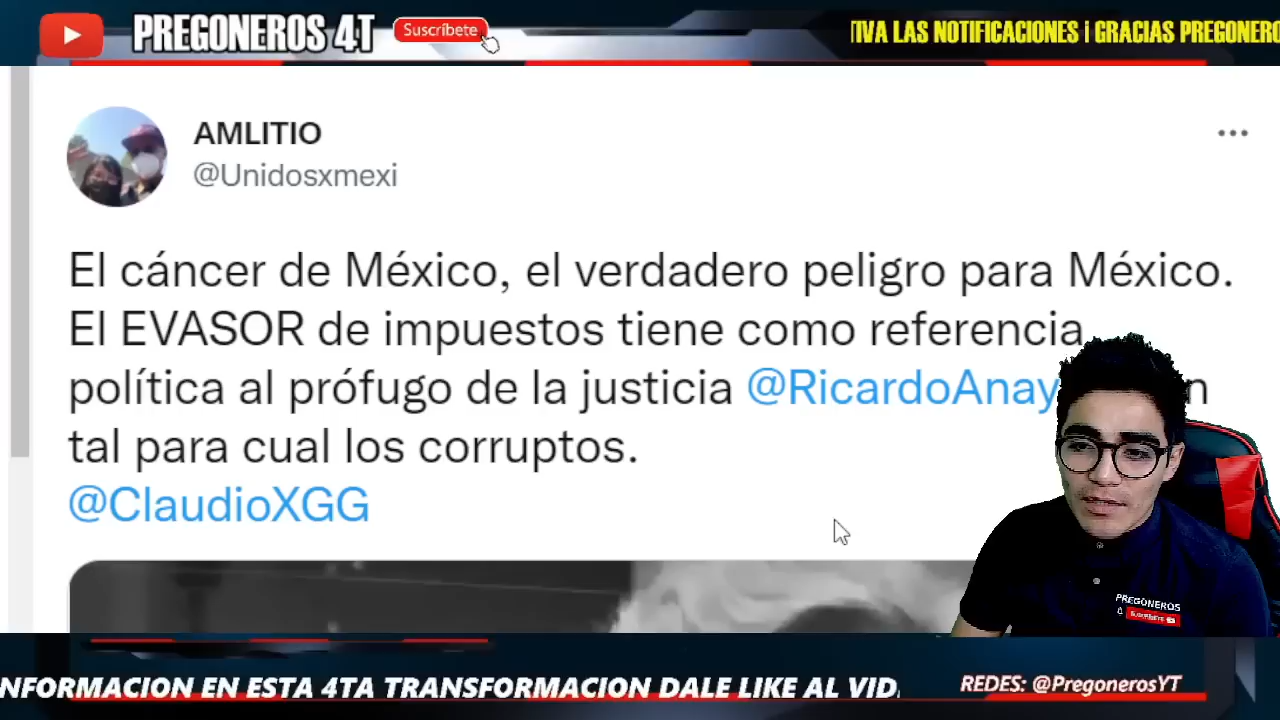 PREGONEROS 4T
Suscríbete
TIVA LAS NOTIFICACIONES ¡ GRACIAS PREGONERO
AMLITIO
@Unidosxmexi
El cáncer de México, el verdadero peligro para México.
El EVASOR de impuestos tiene como referencia
política al prófugo de la justicia @RicardoAnay
tal para cual los corruptos.
@ClaudioXGG
PREGONEROS
Suscríbete
NFORMACION EN ESTA 4TA TRANSFORMACION DALE LIKE AL VID
REDES: @PregonerosYT